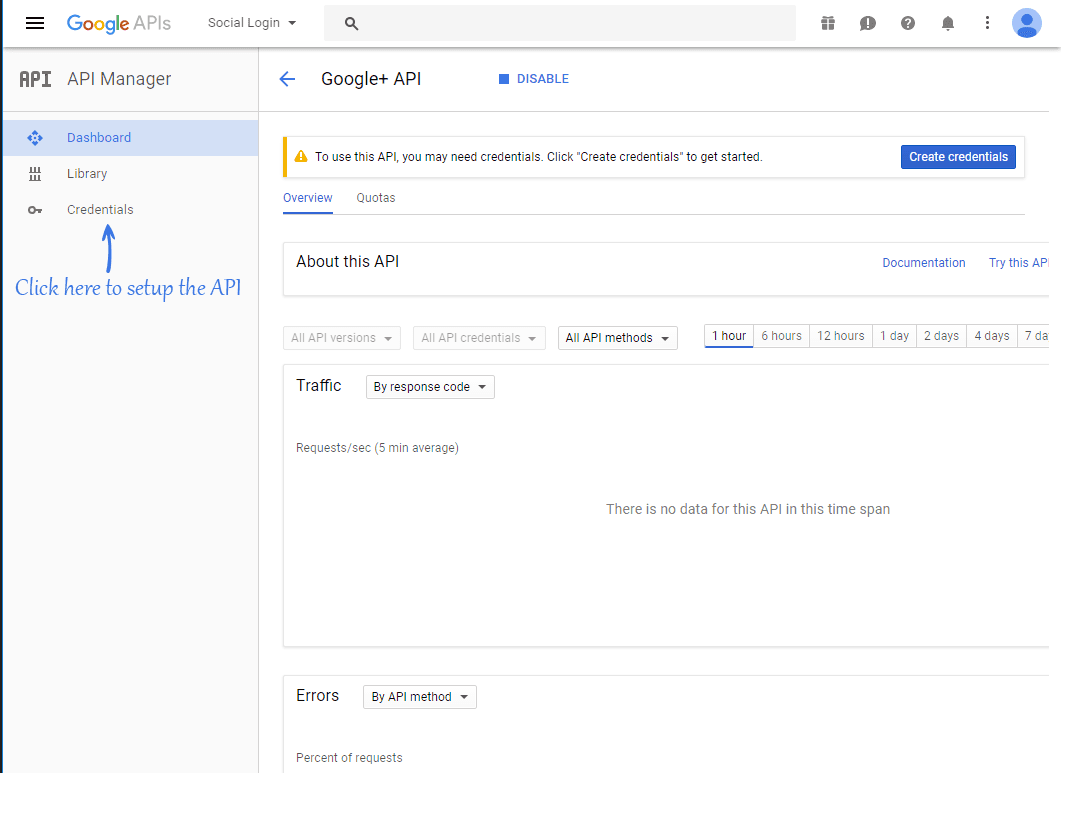 Google APIs Social Login
API API Manager
Google+ API DISABLE
Dashboard
Library
Credentials
Click here to setup the API
To use this API, you may need credentials. Click "Create credentials" to get started. Create credentials
Overview Quotas
About this API Documentation Try this API
All API versions All API credentials All API methods 1 hour 6 hours 12 hours 1 day 2 days 4 days 7 da
Traffic By response code
Requests/sec (5 min average)
There is no data for this API in this time span
Errors By API method
Percent of requests